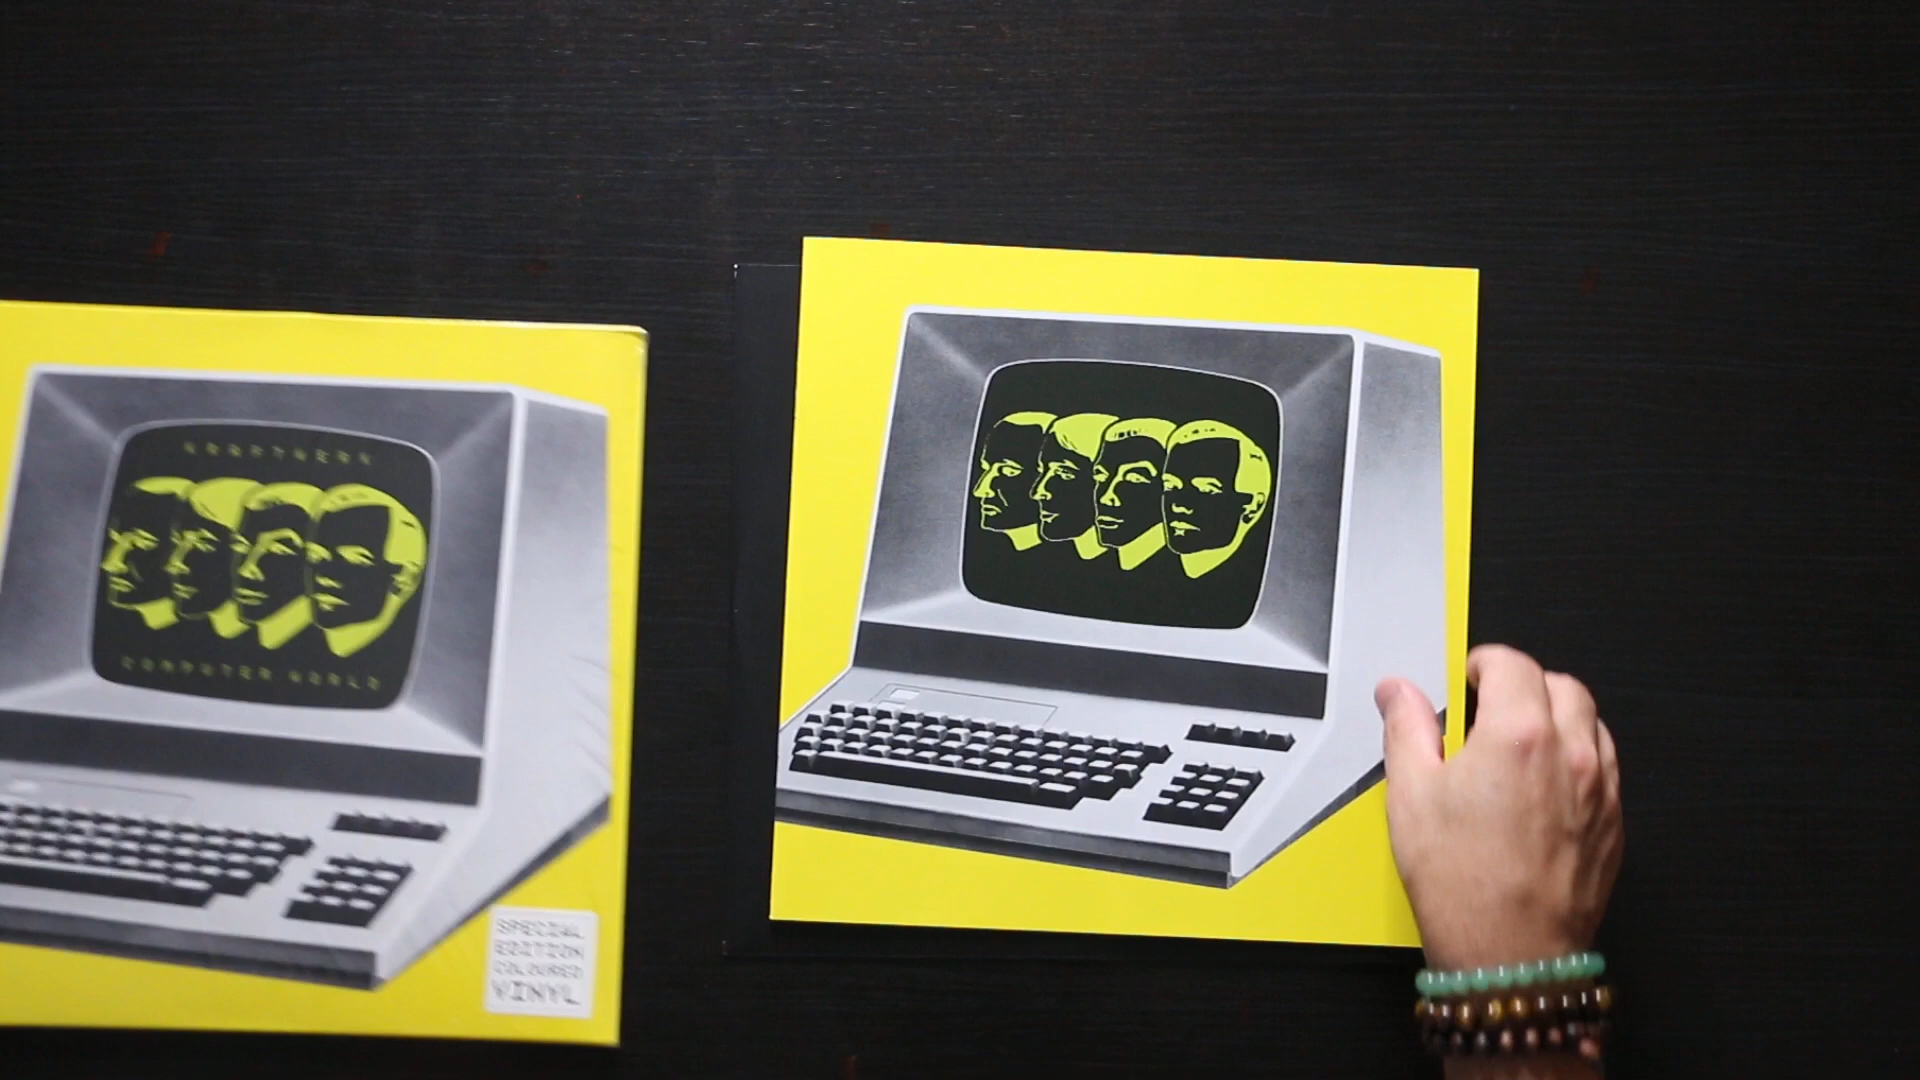 KRAFTWERK
COMPUTER WORLD
SPECIAL
EDITION
COLOURED
VINYL